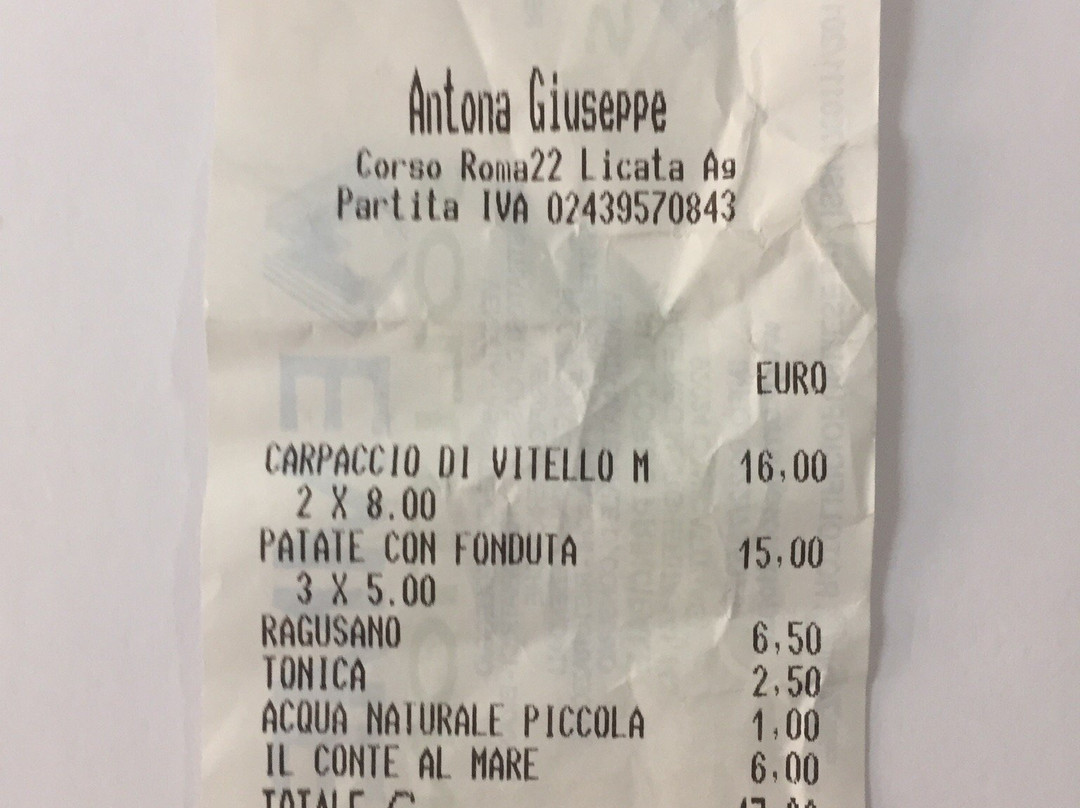 Antona Giuseppe
Corso Roma22 Licata Ag
Partita IVA 02439570843
EURO
CARPACCIO DI VITELLO M 16,00
2 X 8.00
PATATE CON FONDUTA 15,00
3 X 5.00
RAGUSANO 6,50
TONICA 2,50
ACQUA NATURALE PICCOLA 1,00
IL CONTE AL MARE 6,00
TOTALE